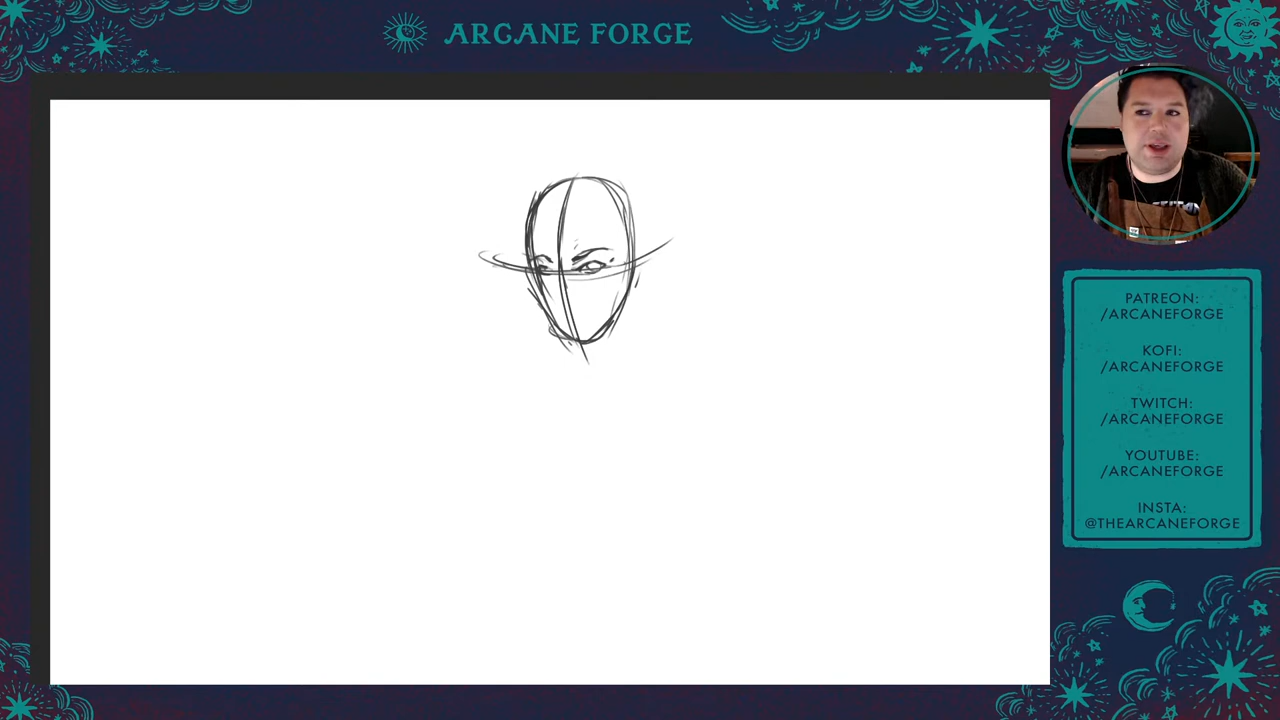 ARCANE FORGE
PATREON:
/ARCANEFORGE
KOFI:
/ARCANEFORGE
TWITCH:
/ARCANEFORGE
YOUTUBE:
/ARCANEFORGE
INSTA:
@THEARCANEFORGE